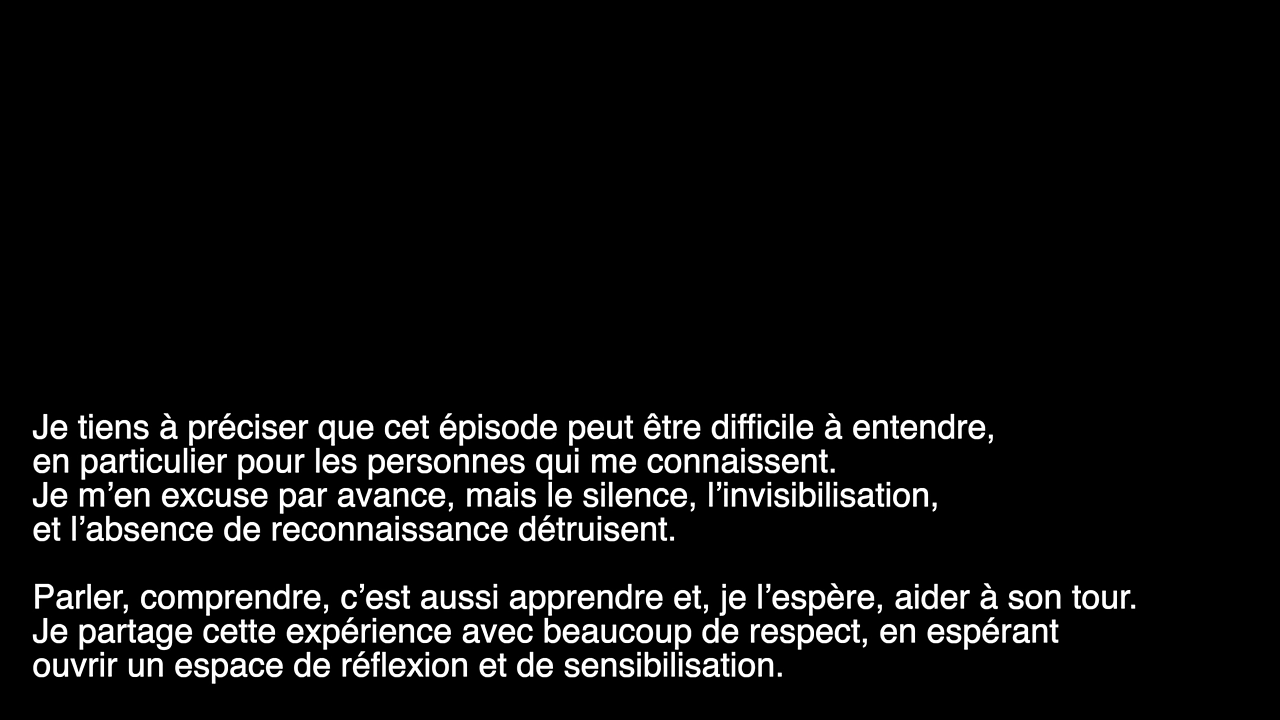 Je tiens à préciser que cet épisode peut être difficile à entendre,
en particulier pour les personnes qui me connaissent.
Je m’en excuse par avance, mais le silence, l’invisibilisation,
et l’absence de reconnaissance détruisent.
Parler, comprendre, c’est aussi apprendre et, je l’espère, aider à son tour.
Je partage cette expérience avec beaucoup de respect, en espérant
ouvrir un espace de réflexion et de sensibilisation.